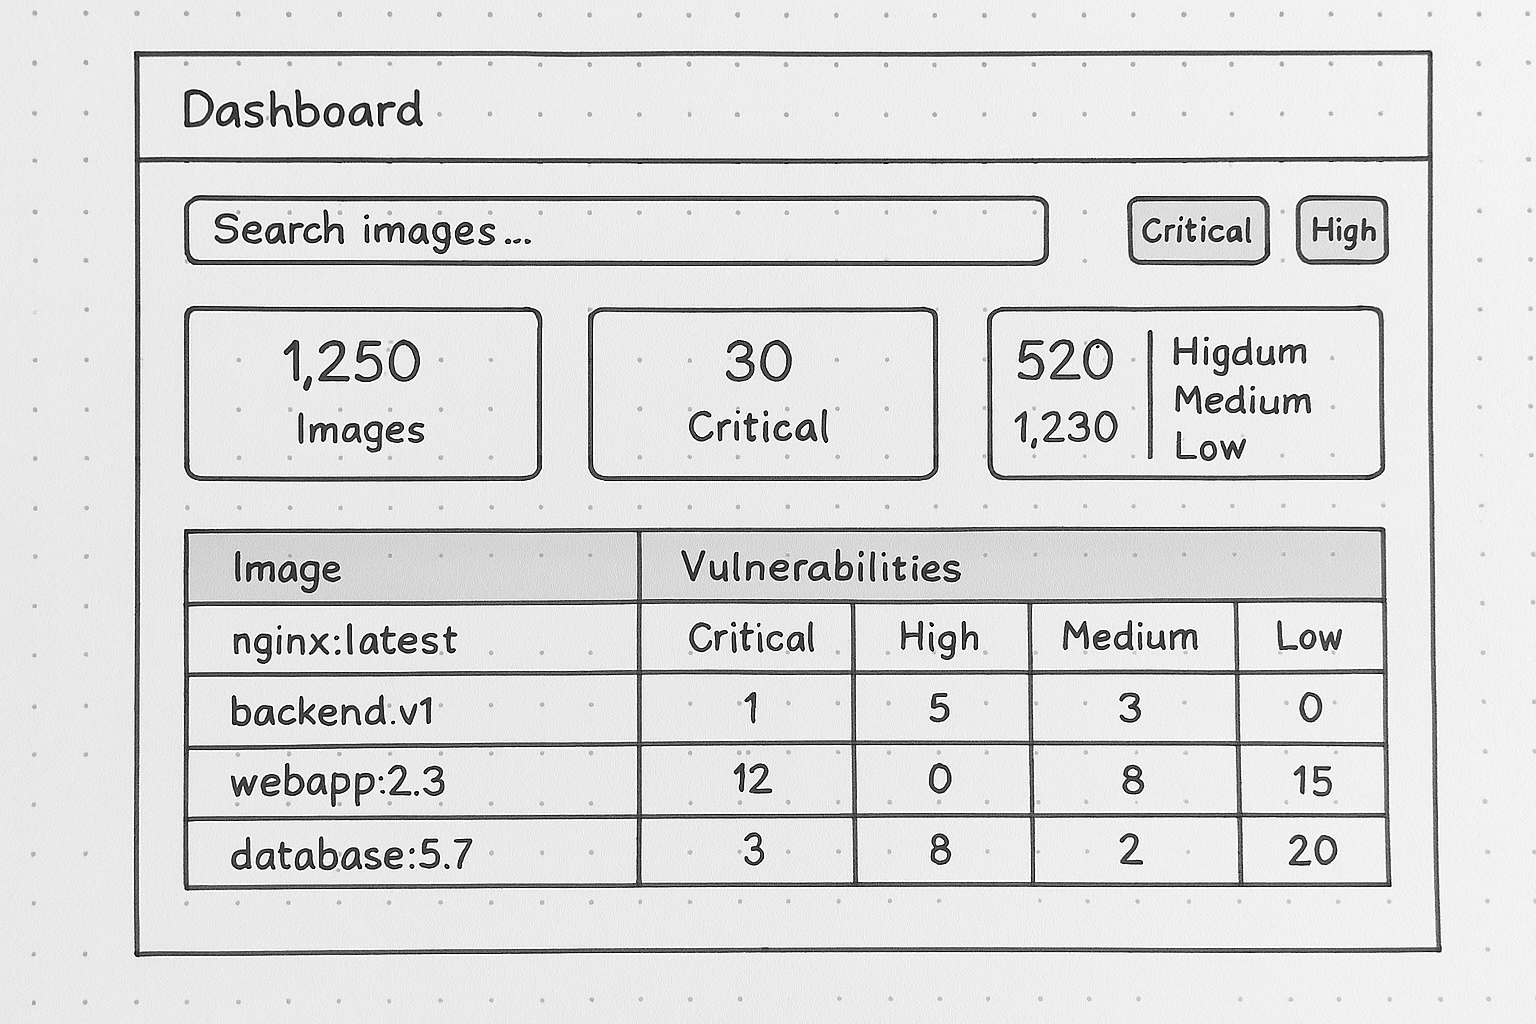 Dashboard
Search images... Critical High
1,250 30 520 Higdum
Images Critical 1,230 Medium
Low
Image Vulnerabilities
nginx:latest Critical High Medium Low
backend.v1 1 5 3 0
webapp:2.3 12 0 8 15
database:5.7 3 8 2 20